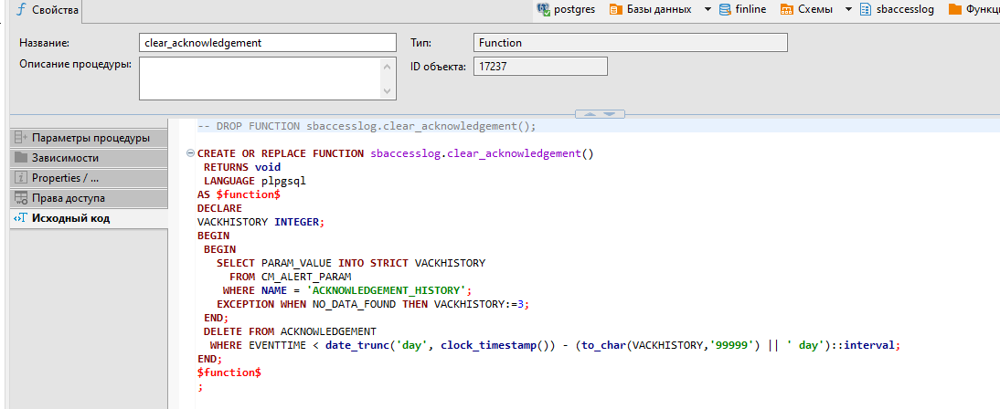 Свойства
postgres Базы данных finline Схемы sbaccesslog
Название: clear_acknowledgement Тип: Function
Описание процедуры: ID объекта: 17237
Параметры процедуры
Зависимости
Properties / ...
Права доступа
Исходный код
-- DROP FUNCTION sbaccesslog.clear_acknowledgement();
CREATE OR REPLACE FUNCTION sbaccesslog.clear_acknowledgement()
RETURNS void
LANGUAGE plpgsql
AS $function$
DECLARE
VACKHISTORY INTEGER;
BEGIN
BEGIN
SELECT PARAM_VALUE INTO STRICT VACKHISTORY
FROM CM_ALERT_PARAM
WHERE NAME = 'ACKNOWLEDGEMENT_HISTORY';
EXCEPTION WHEN NO_DATA_FOUND THEN VACKHISTORY:=3;
END;
DELETE FROM ACKNOWLEDGEMENT
WHERE EVENTTIME < date_trunc('day', clock_timestamp()) - (to_char(VACKHISTORY,'99999') || ' day')::interval;
END;
$function$
;